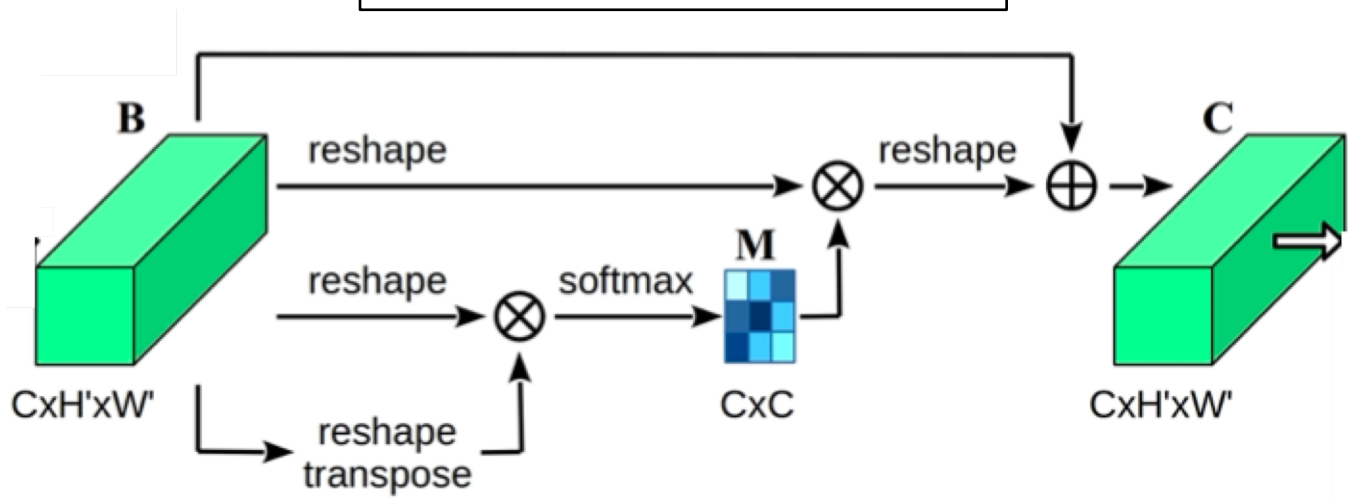 B
C
reshape
reshape
M
reshape
softmax
CxH'xW'
CxC
CxH'xW'
reshape
transpose